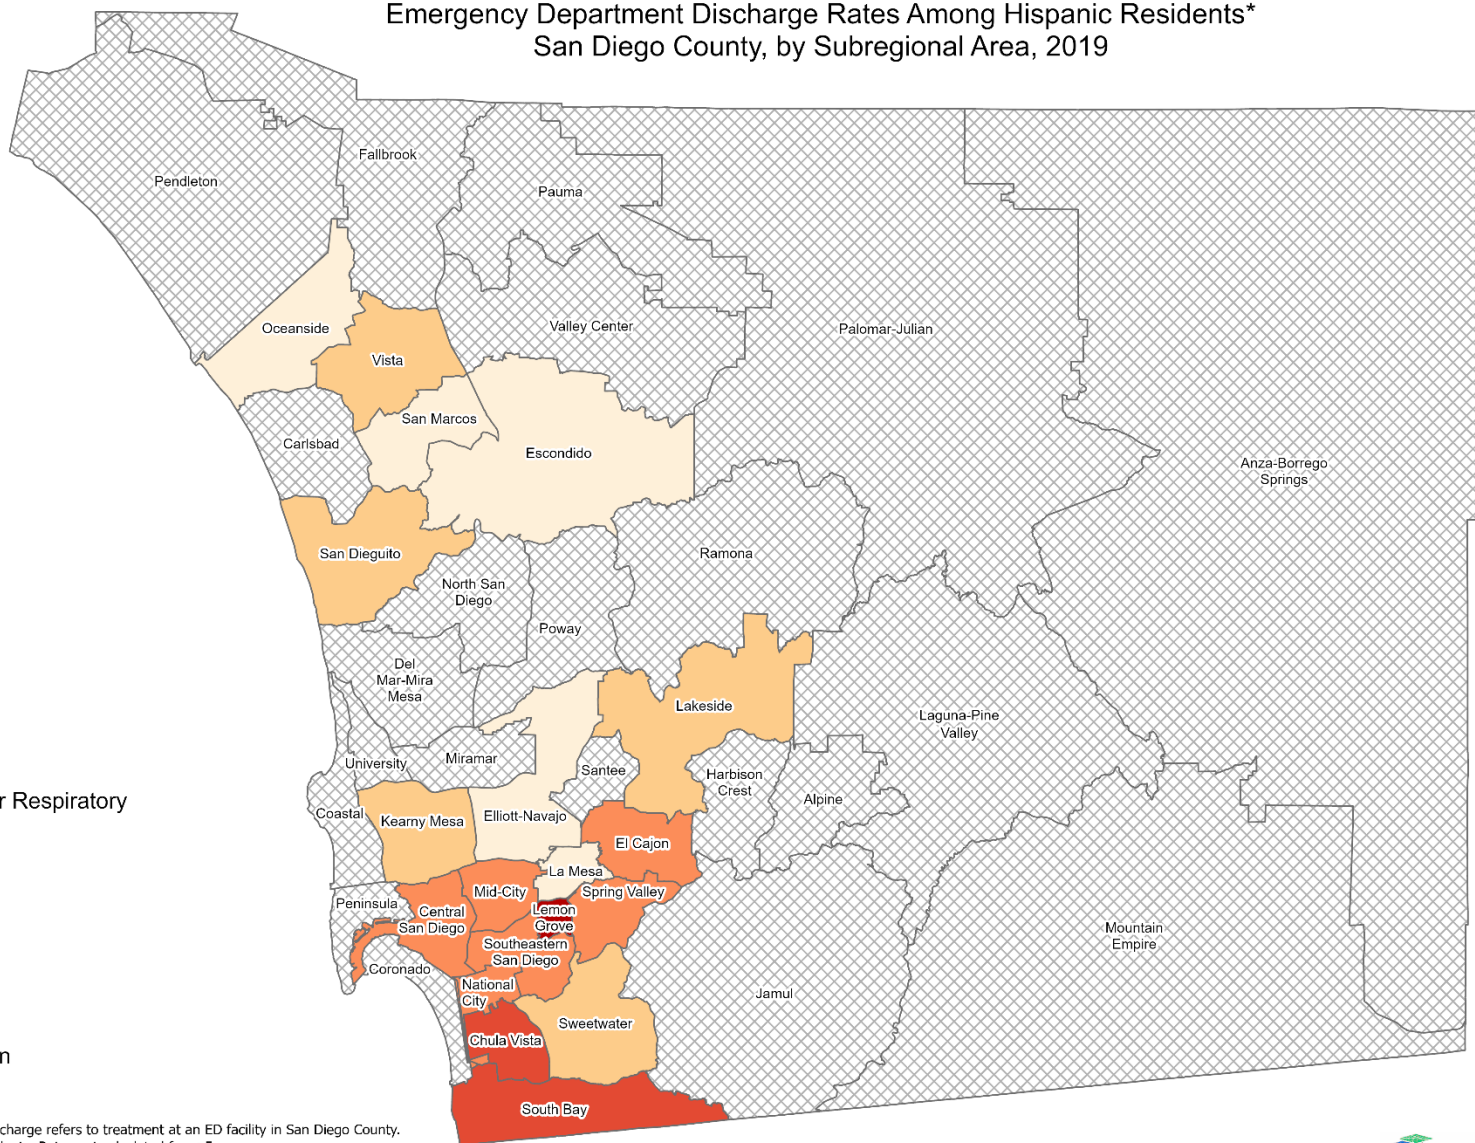 Emergency Department Discharge Rates Among Hispanic Residents*
San Diego County, by Subregional Area, 2019
Fallbrook
Pendleton
Pauma
Oceanside
Valley Center
Palomar-Julian
Vista
San Marcos
Carlsbad
Escondido
Anza-Borrego
Springs
San Dieguito
Ramona
North San
Diego
Poway
Del
Mar-Mira
Mesa
Lakeside
Laguna-Pine
Valley
University
Miramar
Santee
Harbison
Crest
Alpine
r Respiratory
Coastal
Kearny Mesa
Elliott-Navajo
El Cajon
La Mesa
Mid-City
Spring Valley
Peninsula
Central
San Diego
Lemon
Grove
Mountain
Empire
Southeastern
San Diego
Coronado
National
City
Jamul
Sweetwater
Chula Vista
South Bay
charge refers to treatment at an ED facility in San Diego County.